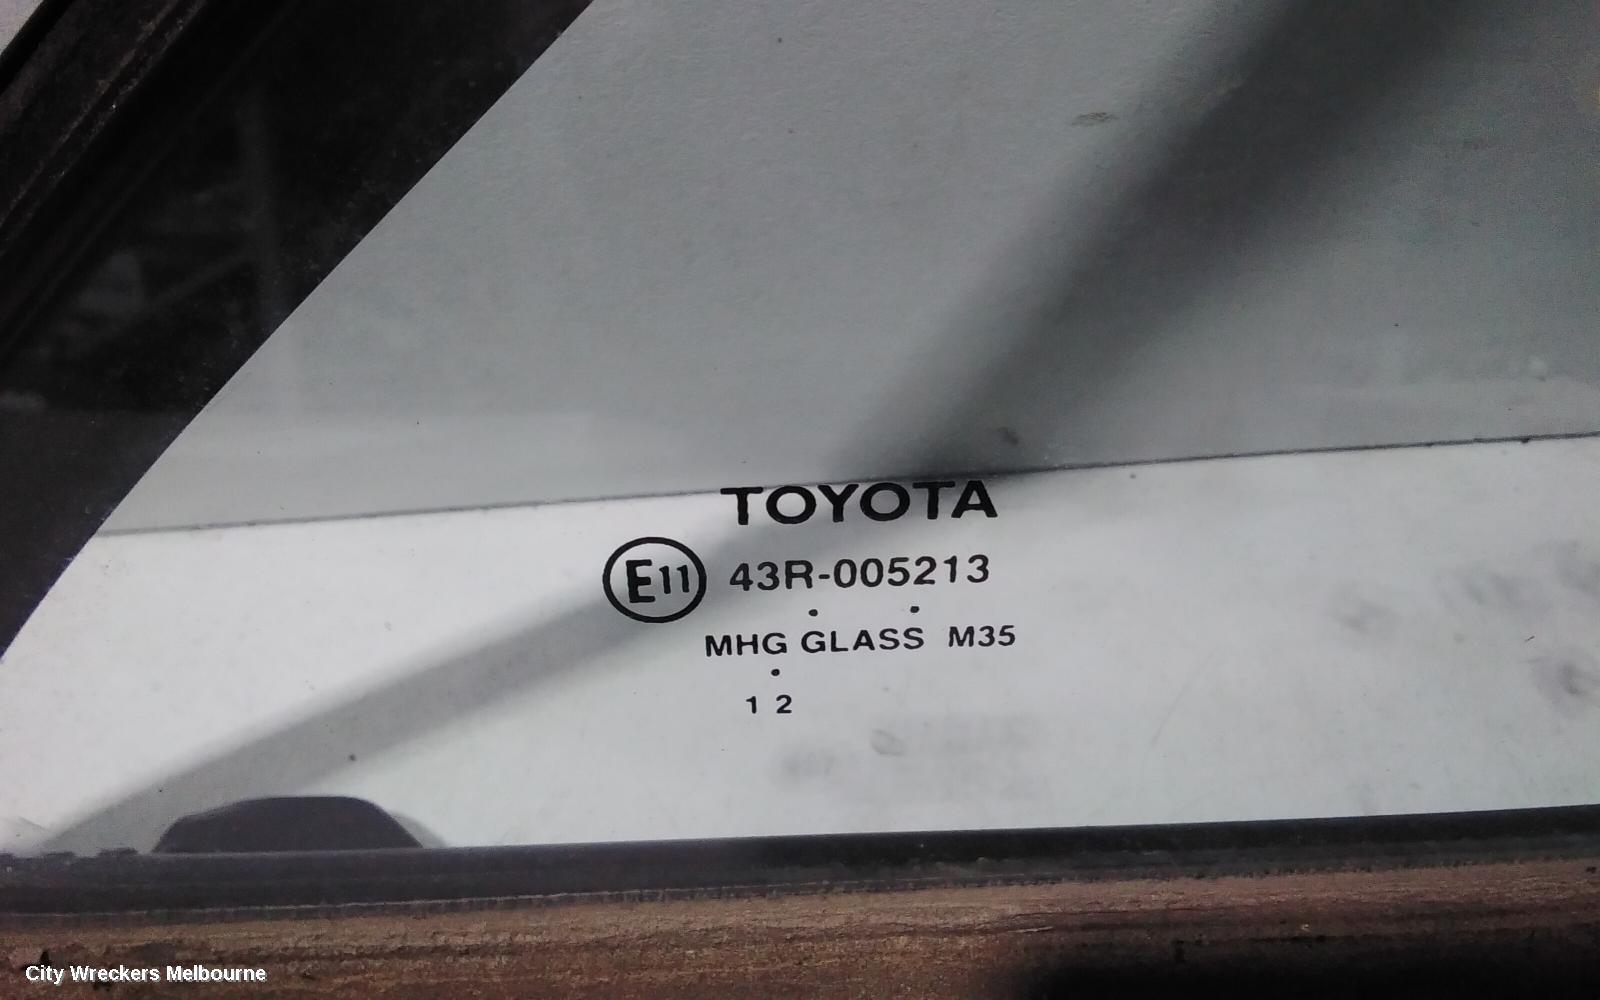 TOYOTA
E11 43R-005213
MHG GLASS M35
1 2
City Wreckers Melbourne